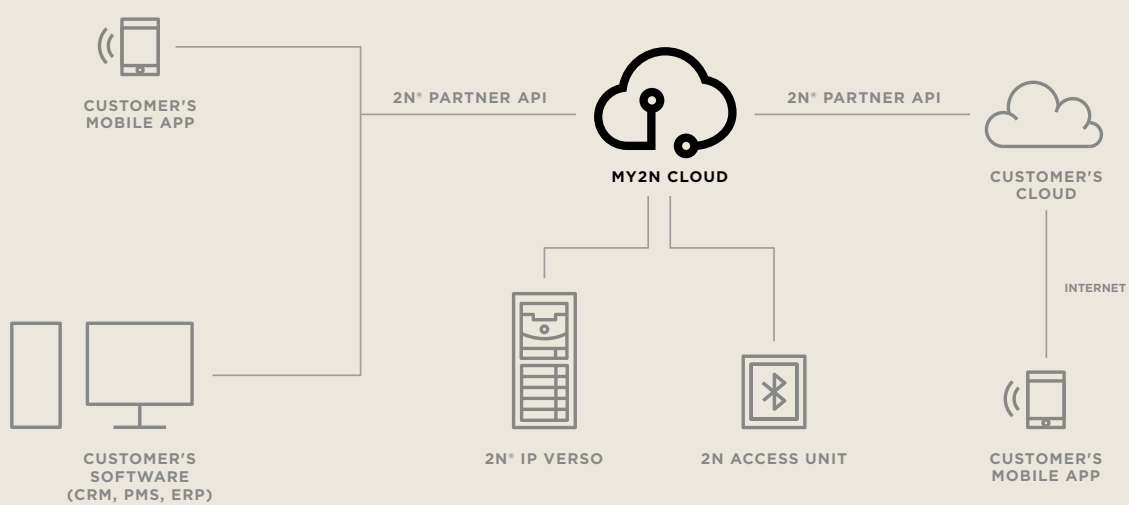 CUSTOMER'S
MOBILE APP
2N® PARTNER API
2N® PARTNER API
MY2N CLOUD
CUSTOMER'S
CLOUD
INTERNET
CUSTOMER'S
SOFTWARE
(CRM, PMS, ERP)
2N® IP VERSO
2N ACCESS UNIT
CUSTOMER'S
MOBILE APP